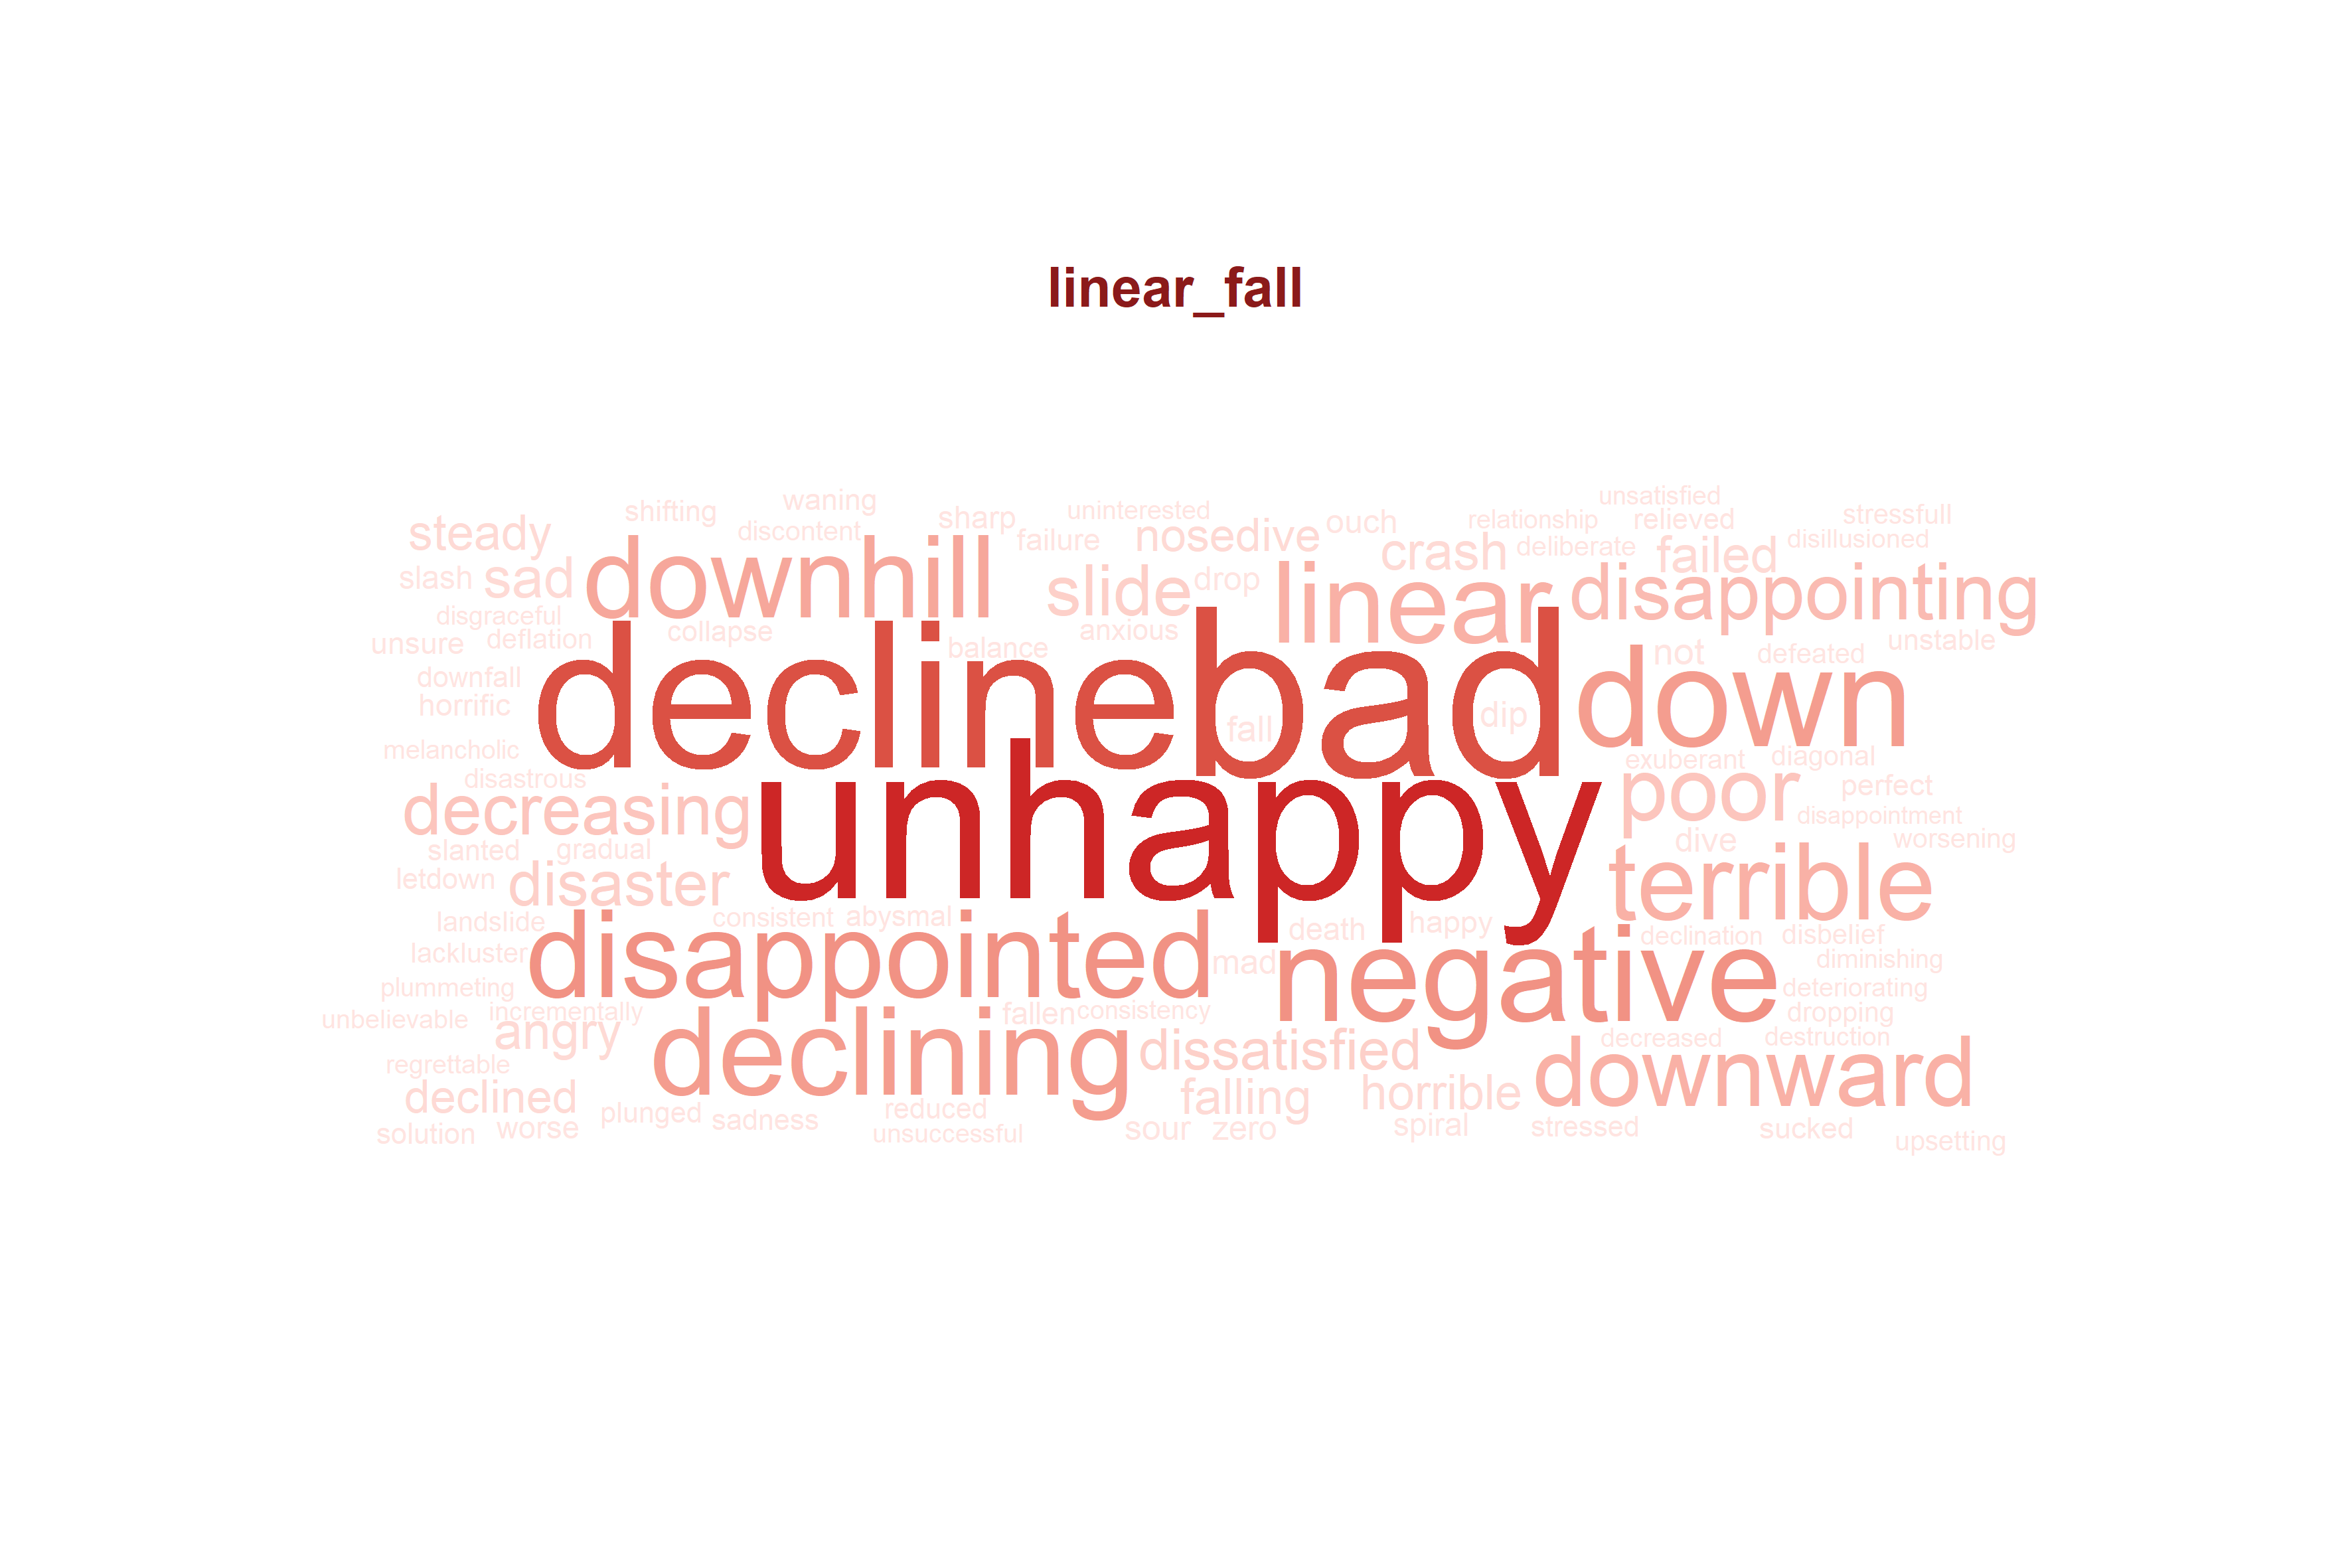 linear_fall
unsatisfied
waning
shifting
sharp
uninterested
ouch
relationship
relieved
stressfull
steady
discontent
failure
nosedive
crash
deliberate
failed
disillusioned
slash
sad
downhill
slide
drop
linear
disappointing
disgraceful
unsure
deflation
collapse
balance
anxious
not
defeated
unstable
downfall
horrific
decline
bad
down
fall
dip
melancholic
disastrous
exuberant
diagonal
decreasing
unhappy
poor
perfect
disappointment
slanted
gradual
dive
worsening
letdown
disaster
terrible
landslide
consistent
abysmal
death
happy
declination
disbelief
lackluster
disappointed
mad
negative
diminishing
plummeting
deteriorating
unbelievable
incrementally
fallen
consistency
dropping
angry
declining
dissatisfied
decreased
destruction
regrettable
downward
declined
plunged
sadness
reduced
falling
horrible
solution
worse
unsuccessful
sour
zero
spiral
stressed
sucked
upsetting